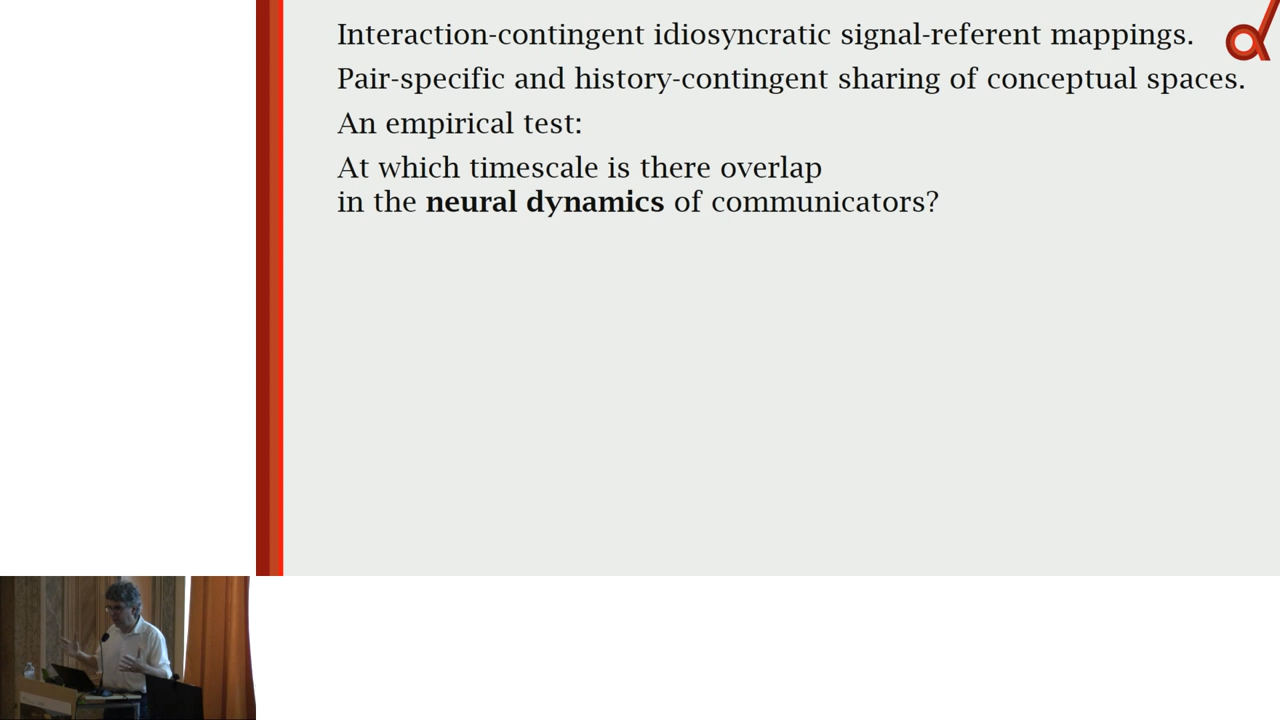 Interaction-contingent idiosyncratic signal-referent mappings.
Pair-specific and history-contingent sharing of conceptual spaces.
An empirical test:
At which timescale is there overlap
in the neural dynamics of communicators?